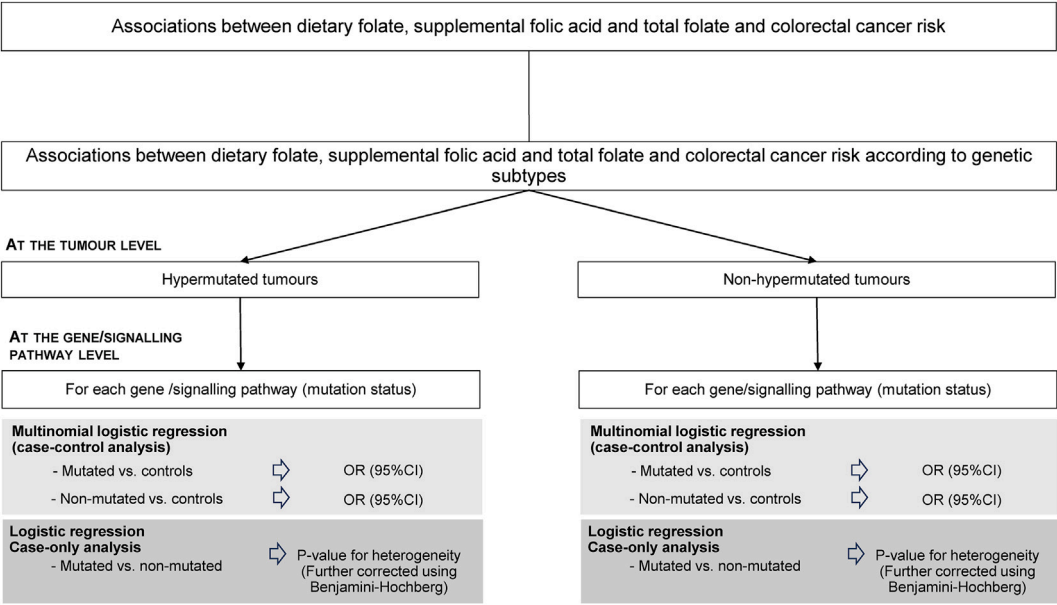 Associations between dietary folate, supplemental folic acid and total folate and colorectal cancer risk
Associations between dietary folate, supplemental folic acid and total folate and colorectal cancer risk according to genetic
subtypes
AT THE TUMOUR LEVEL
Hypermutated tumours
Non-hypermutated tumours
AT THE GENE/SIGNALLING
PATHWAY LEVEL
For each gene /signalling pathway (mutation status)
For each gene/signalling pathway (mutation status)
Multinomial logistic regression
(case-control analysis)
- Mutated vs. controls OR (95%CI)
- Non-mutated vs. controls OR (95%CI)
Logistic regression
Case-only analysis
- Mutated vs. non-mutated P-value for heterogeneity
(Further corrected using
Benjamini-Hochberg)
Multinomial logistic regression
(case-control analysis)
- Mutated vs. controls OR (95%CI)
- Non-mutated vs. controls OR (95%CI)
Logistic regression
Case-only analysis
- Mutated vs. non-mutated P-value for heterogeneity
(Further corrected using
Benjamini-Hochberg)